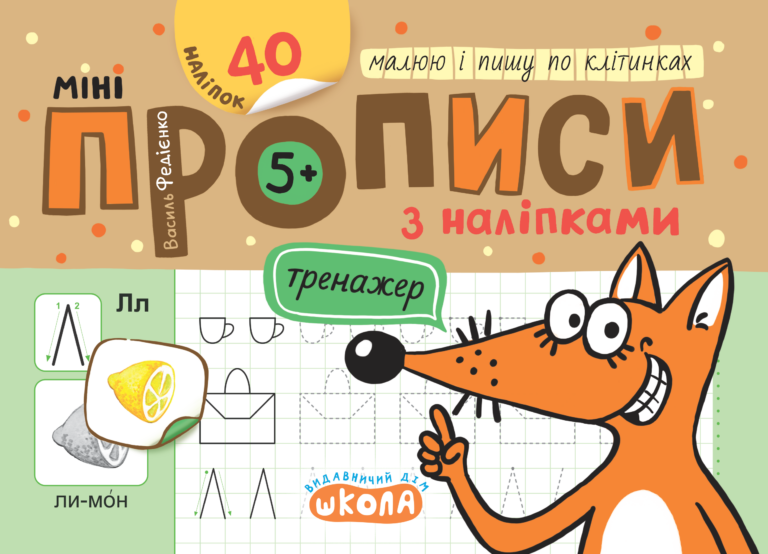 40
НАЛІПОК
малюю і пишу по клітинках
МІНІ
ПРОПИСИ
Василь Федієнко
5+
з наліпками
тренажер
1 2
Лл
ли-мо́н
ВИДАВНИЧИЙ ДІМ
ШКОЛА